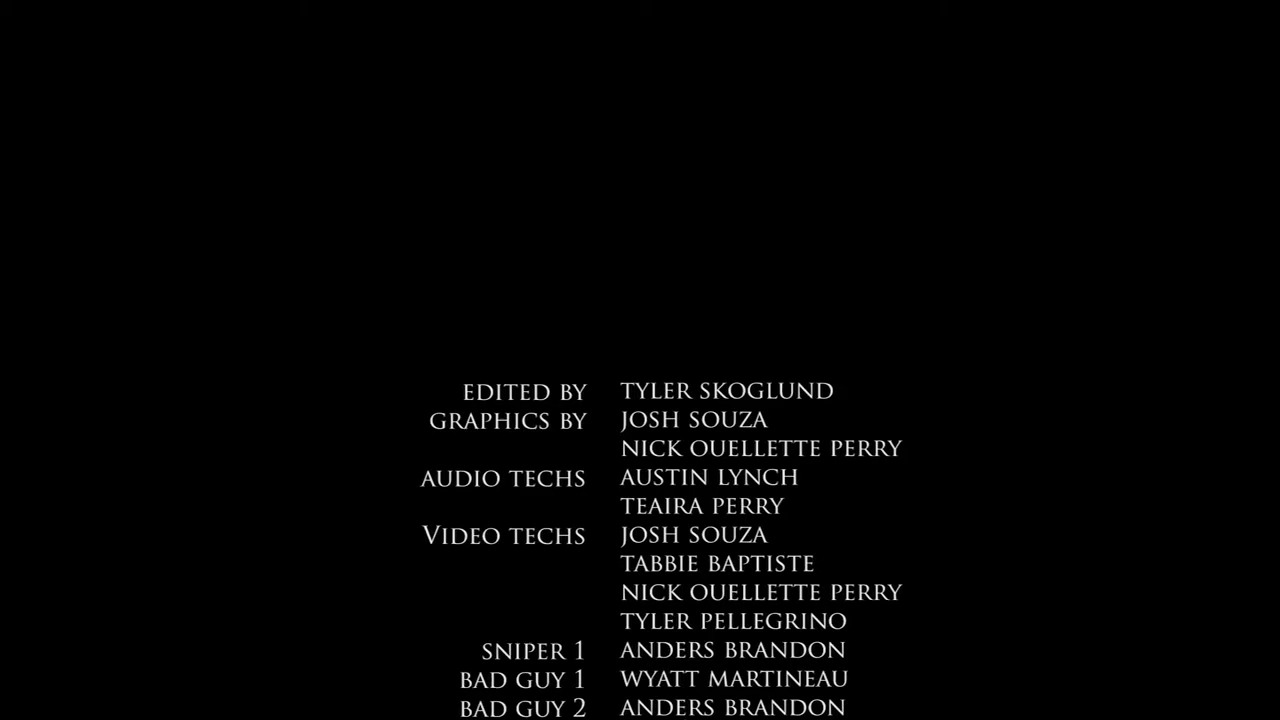 EDITED BY TYLER SKOGLUND
GRAPHICS BY JOSH SOUZA
NICK OUELLETTE PERRY
AUDIO TECHS AUSTIN LYNCH
TEAIRA PERRY
VIDEO TECHS JOSH SOUZA
TABBIE BAPTISTE
NICK OUELLETTE PERRY
TYLER PELLEGRINO
SNIPER 1 ANDERS BRANDON
BAD GUY 1 WYATT MARTINEAU
BAD GUY 2 ANDERS BRANDON